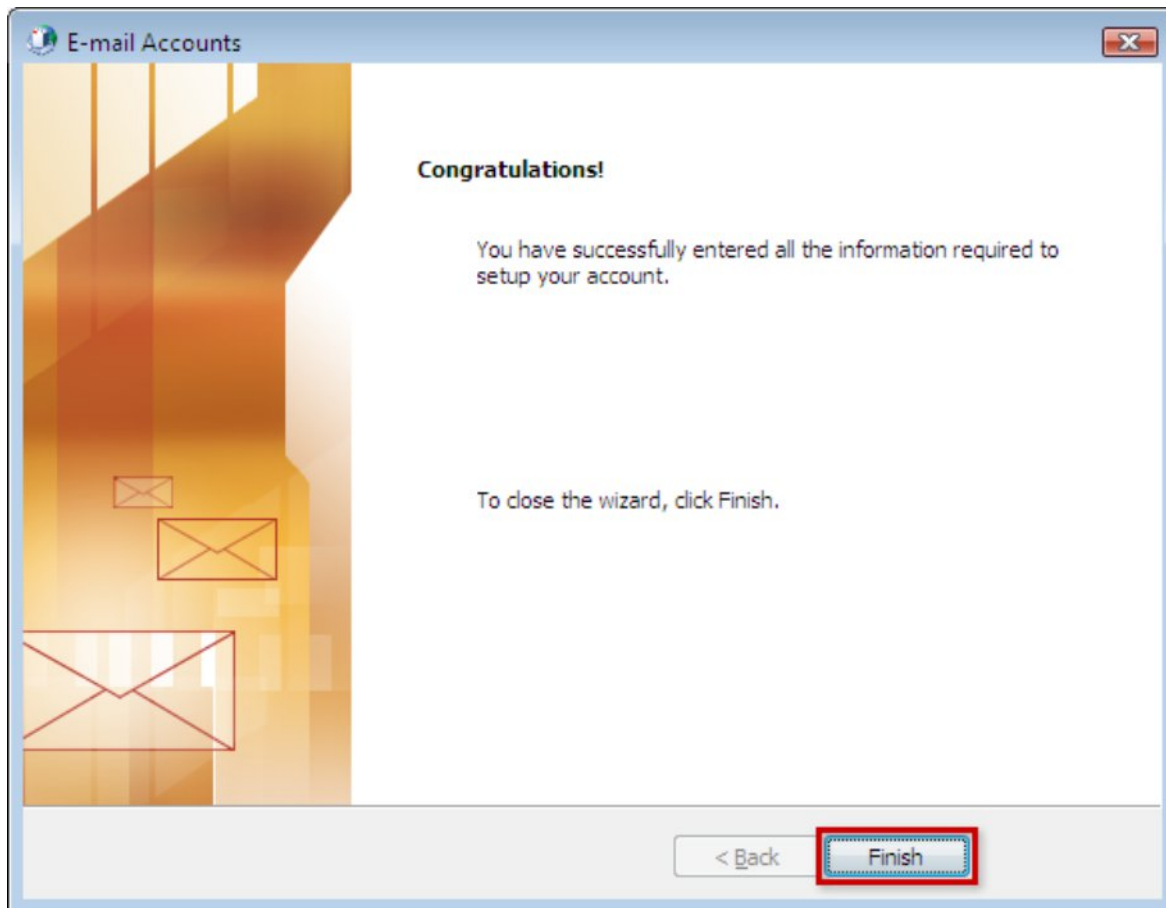 E-mail Accounts
Congratulations!
You have successfully entered all the information required to
setup your account.
To close the wizard, click Finish.
< Back
Finish